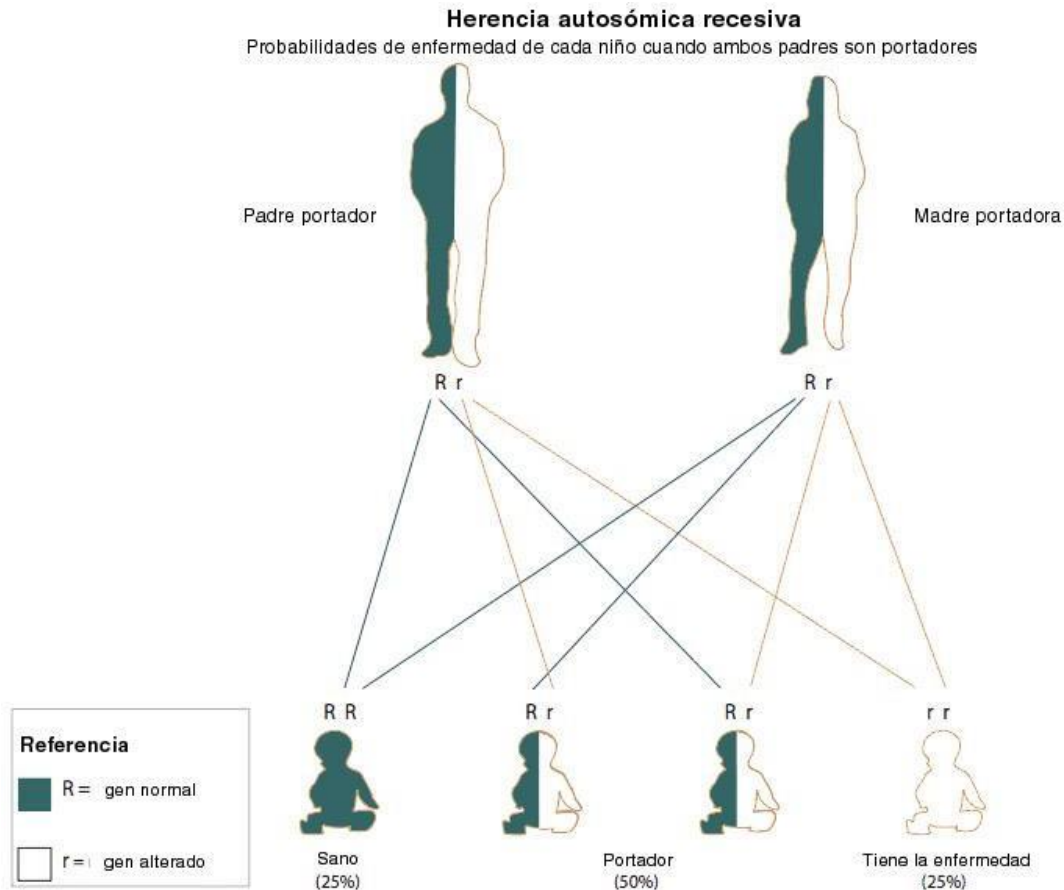 Herencia autosómica recesiva
Probabilidades de enfermedad de cada niño cuando ambos padres son portadores
Padre portador
Madre portadora
R r
R r
R R
R r
R r
r r
Referencia
R = gen normal
r = gen alterado
Sano
(25%)
Portador
(50%)
Tiene la enfermedad
(25%)